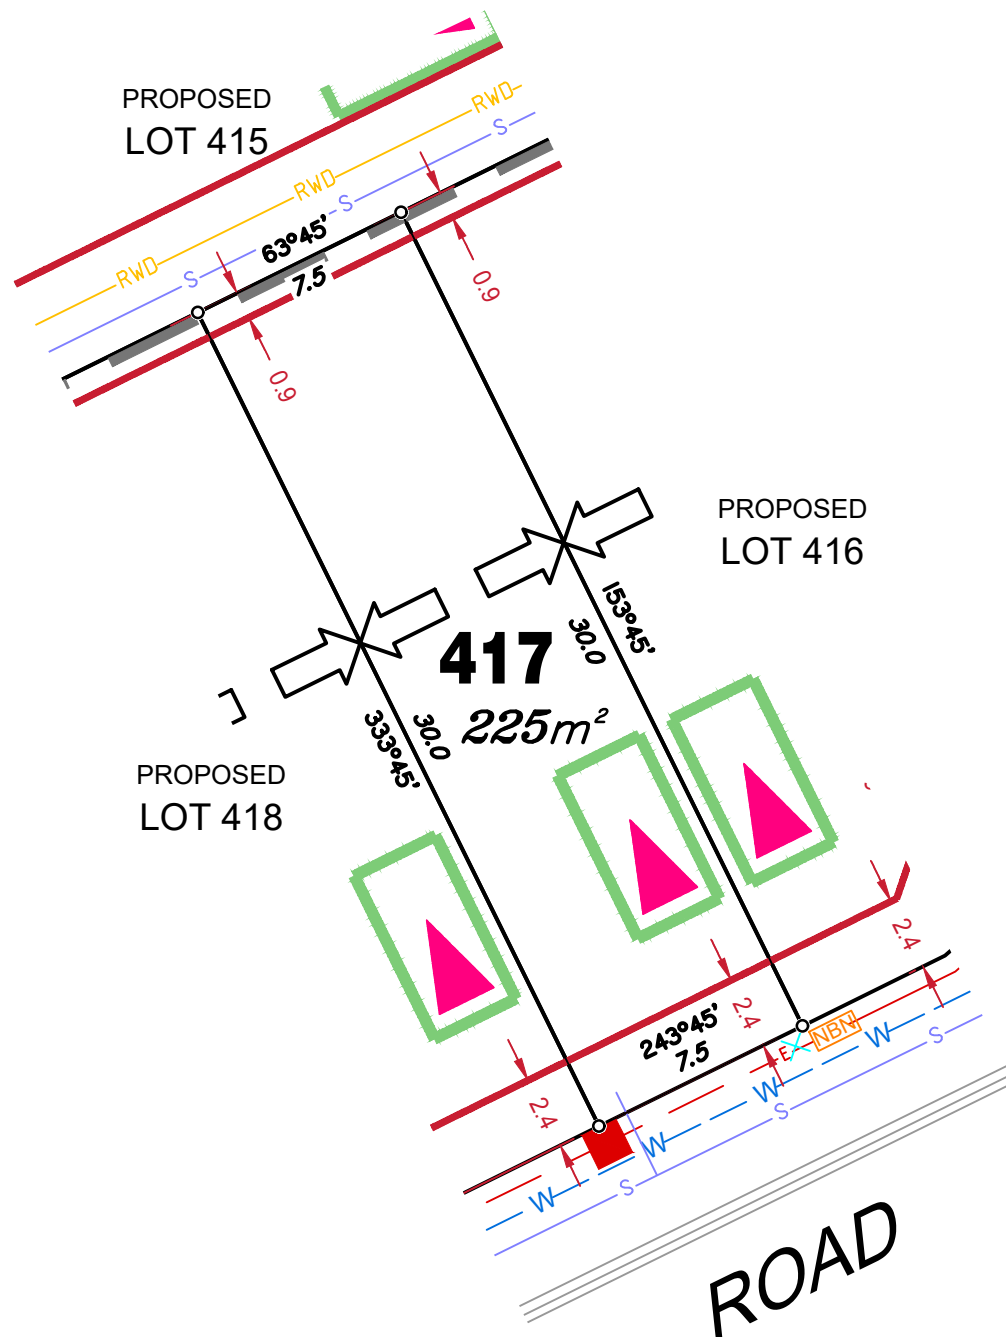 PROPOSED
LOT 415
RWD
S
RWD
S
RWD
S
63°45'
7.5
0.9
0.9
PROPOSED
LOT 416
153°45'
30.0
417
225m²
333°45'
30.0
PROPOSED
LOT 418
2.4
2.4
2.4
243°45'
7.5
NBN
E
W
W
W
W
S
S
S
ROAD